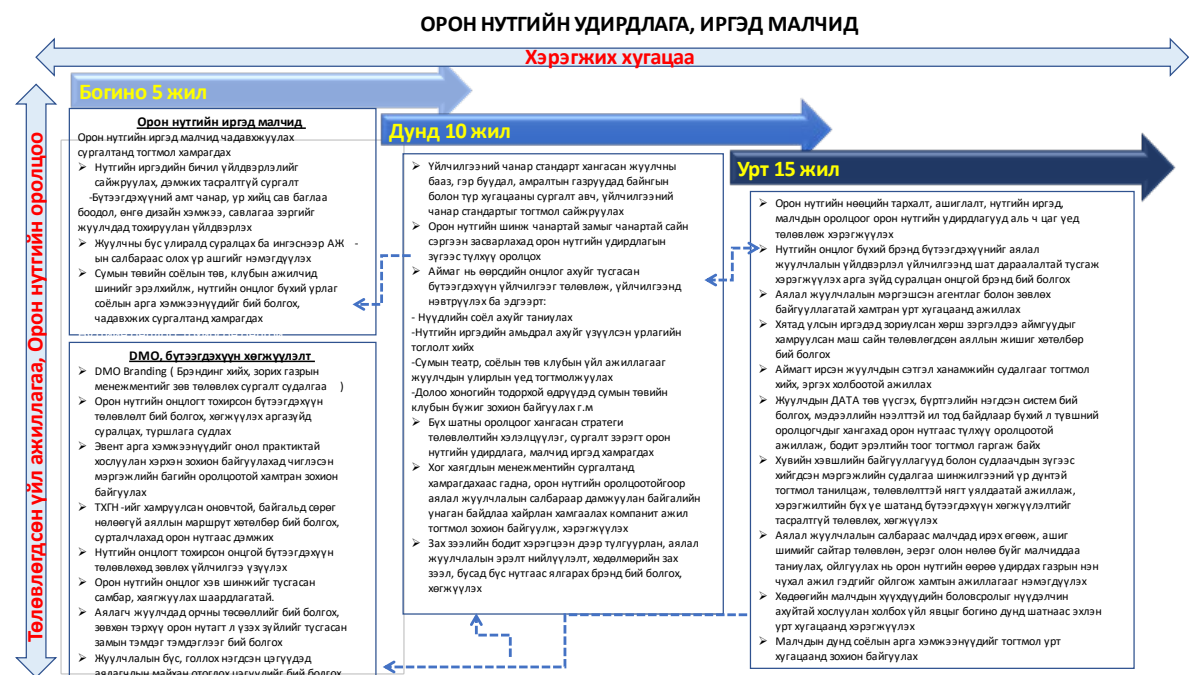 ОРОН НУТГИЙН УДИРДЛАГА, ИРГЭД МАЛЧИД
Хэрэгжих хугацаа
Төлөвлөгдсөн үйл ажиллагаа, Орон нутгийн оролцоо
Богино 5 жил
Орон нутгийн иргэд малчид
Орон нутгийн иргэд малчид чадавхжуулах
сургалтанд тогтмол хамрагдах
➢ Нутгийн иргэдийн бичил үйлдвэрлэлийг
сайжруулах, дэмжих тасралтгүй сургалт
-Бүтээгдэхүүний амт чанар, ур хийц сав баглаа
боодол, өнгө дизайн хэмжээ, савлагаа зэргийг
жуулчдад тохируулан үйлдвэрлэх
➢ Жуулчны бус улиралд суралцах ба ингэснээр АЖ -
ын салбараас олох үр ашгийг нэмэгдүүлэх
➢ Сумын төвийн соёлын төв, клубын ажилчид
шинийг эрэлхийлж, нутгийн онцлог бүхий урлаг
соёлын арга хэмжээнүүдийг бий болгох,
чадавхжих сургалтанд хамрагдах
DMO, бүтээгдэхүүн хөгжүүлэлт
➢ DMO Branding ( Брэндинг хийх, зорих газрын
менежментийг зөв төлөвлөх сургалт судалгаа )
➢ Орон нутгийн онцлогт тохирсон бүтээгдэхүүн
төлөвлөлт бий болгох, хөгжүүлэх аргазүйд
суралцах, туршлага судлах
➢ Эвент арга хэмжээнүүдийг онол практиктай
хослуулан хэрхэн зохион байгуулахад чиглэсэн
мэргэжлийн багийн оролцоотой хамтран зохион
байгуулах
➢ ТХГН -ийг хамруулсан оновчтой, байгальд сөрөг
нөлөөгүй аяллын маршрут хөтөлбөр бий болгох,
сурталчлахад орон нутгаас дэмжих
➢ Нутгийн онцлогт тохирсон онцгой бүтээгдэхүүн
төлөвлөхөд зөвлөх үйлчилгээ үзүүлэх
➢ Орон нутгийн онцлог хэв шинжийг тусгасан
самбар, хаягжуулах шаардлагатай.
➢ Аялагч жуулчдад орчны төсөөллийг бий болгох,
зөвхөн тэрхүү орон нутагт л үзэх зүйлийг тусгасан
замын тэмдэг тэмдэглээг бий болгох
➢ Жуулчлалын бүс, голлох нэгдсэн цэгүүдэд
аялагчдын майхан отоглох цэгүүдийг бий болгох
Дунд 10 жил
➢ Үйлчилгээний чанар стандарт хангасан жуулчны
бааз, гэр буудал, амралтын газруудад байнгын
болон түр хугацааны сургалт авч, үйлчилгээний
чанар стандартыг тогтмол сайжруулах
➢ Орон нутгийн шинж чанартай замыг чанартай сайн
сэргээн засварлахад орон нутгийн удирдлагын
зүгээс түлхүү оролцох
➢ Аймаг нь өөрсдийн онцлог ахуйг тусгасан
бүтээгдэхүүн үйлчилгээг төлөвлөж, үйлчилгээнд
нэвтрүүлэх ба эдгээрт:
- Нүүдлийн соёл ахуйг таниулах
-Нутгийн иргэдийн амьдрал ахуйг үзүүлсэн урлагийн
тоглолт хийх
-Сумын театр, соёлын төв клубын үйл ажиллагааг
жуулчдын улирлын үед тогтмолжуулах
-Долоо хоногийн тодорхой өдрүүдэд сумын төвийн
клубын бүжиг зохион байгуулах г.м
➢ Бүх шатны оролцоог хангасан стратеги
төлөвлөлтийн хэлэлцүүлэг, сургалт зэрэгт орон
нутгийн удирдлага, малчид иргэд хамрагдах
➢ Хог хаягдлын менежментийн сургалтанд
хамрагдахаас гадна, орон нутгийн оролцоотойгоор
аялал жуулчлалын салбараар дамжуулан байгалийн
унаган байдлаа хайрлан хамгаалах компанит ажил
тогтмол зохион байгуулж, хэрэгжүүлэх
➢ Зах зээлийн бодит хэрэгцээн дээр тулгуурлан, аялал
жуулчлалын эрэлт нийлүүлэлт, хөдөлмөрийн зах
зээл, бусад бүс нутгаас ялгарах брэнд бий болгох,
хөгжүүлэх
Урт 15 жил
➢ Орон нутгийн нөөцийн тархалт, ашиглалт, нутгийн иргэд,
малчдын оролцоог орон нутгийн удирдлагууд аль ч цаг үед
төлөвлөж хэрэгжүүлэх
➢ Нутгийн онцлог бүхий брэнд бүтээгдэхүүнийг аялал
жуулчлалын үйлдвэрлэл үйлчилгээнд шат дараалалтай тусгаж
хэрэгжүүлэх арга зүйд суралцан онцгой брэнд бий болгох
➢ Аялал жуулчлалын мэргэшсэн агентлаг болон зөвлөх
байгууллагатай хамтран урт хугацаанд ажиллах
➢ Хятад улсын иргэдэд зориулсан хөрш зэргэлдээ аймгуудыг
хамруулсан маш сайн төлөвлөгдсөн аяллын жишиг хөтөлбөр
бий болгох
➢ Аймагт ирсэн жуулчдын сэтгэл ханамжийн судалгааг тогтмол
хийх, эргэх холбоотой ажиллах
➢ Жуулчдын ДАТА төв үүсгэх, бүртгэлийн нэгдсэн систем бий
болгох, мэдээллийн нээлттэй ил тод байдлаар бүхий л түвшний
оролцогчдыг хангахад орон нутгаас түлхүү оролцоотой
ажиллаж, бодит эрэлтийн тоог тогтмол гаргаж байх
➢ Хувийн хэвшлийн байгууллагууд болон судлаачдын зүгээс
хийгдсэн мэргэжлийн судалгаа шинжилгээний үр дүнтэй
тогтмол танилцаж, төлөвлөлттэй нягт уялдаатай ажиллаж,
хэрэгжилтийн бүх үе шатанд бүтээгдэхүүн хөгжүүлэлтийг
тасралтгүй төлөвлөх, хөгжүүлэх
➢ Аялал жуулчлалын салбараас малчдад ирэх өгөөж, ашиг
шимийг сайтар төлөвлөн, эерэг олон нөлөө буйг малчиддаа
таниулах, ойлгуулах нь орон нутгийн өөрөө удирдах газрын нэн
чухал ажил гэдгийг ойлгож хамтын ажиллагааг нэмэгдүүлэх
➢ Хөдөөгийн малчдын хүүхдүүдийн боловсролыг нүүдэлчин
ахуйтай хослуулан холбох үйл явцыг богино дунд шатнаас эхлэн
урт хугацаанд хэрэгжүүлэх
➢ Малчдын дунд соёлын арга хэмжээнүүдийг тогтмол урт
хугацаанд зохион байгуулах